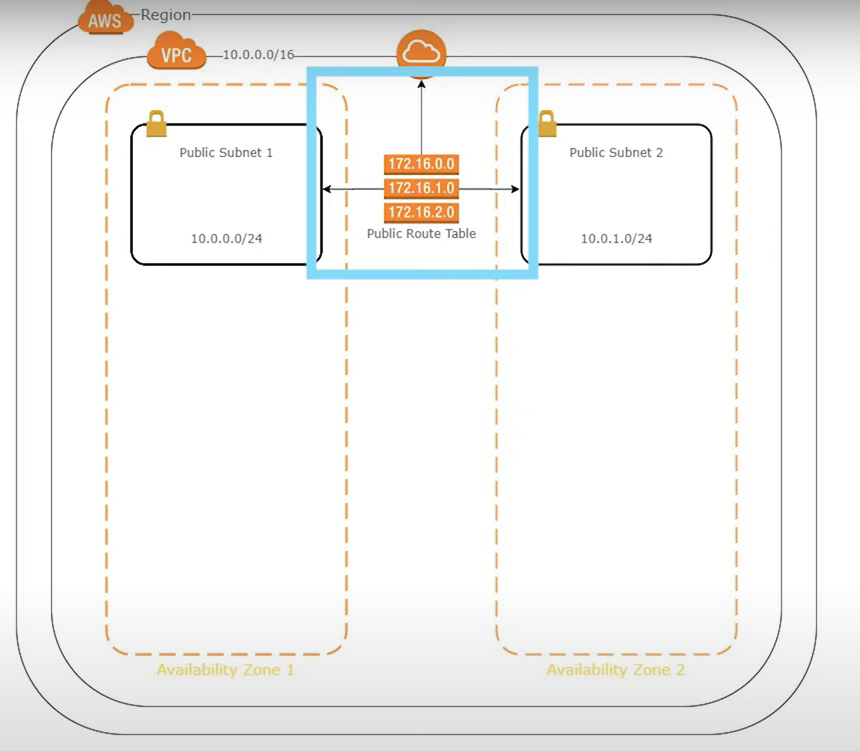 AWS
Region
VPC
10.0.0.0/16
Public Subnet 1
Public Subnet 2
172.16.0.0
172.16.1.0
172.16.2.0
Public Route Table
10.0.0.0/24
10.0.1.0/24
Availability Zone 1
Availability Zone 2